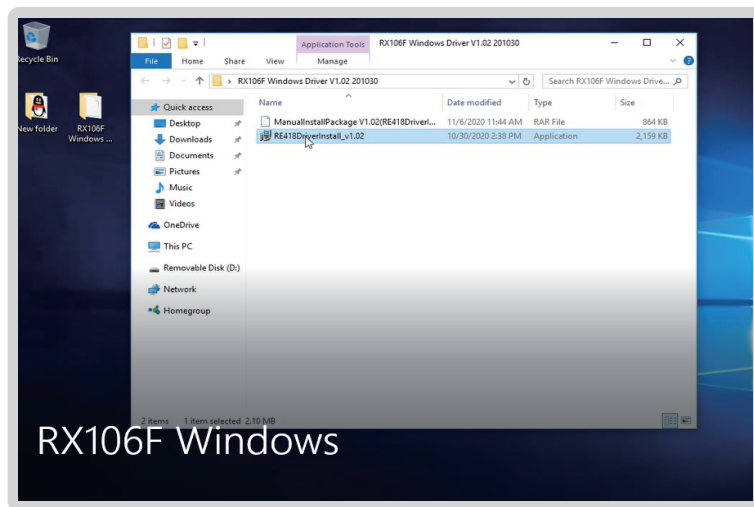 Recycle Bin
Application Tools
RX106F Windows Driver V1.02 201030
File Home Share View Manage
RX106F Windows Driver V1.02 201030
Search RX106F Windows Drive...
Name Date modified Type Size
Quick access
New folder
RX106F
Windows ...
Desktop
ManualInstallPackage V1.02(RE418DriverI... 11/6/2020 11:44 AM RAR File 864 KB
Downloads
RE418DriverInstall_v1.02 10/30/2020 2:38 PM Application 2,159 KB
Documents
Pictures
Music
Videos
OneDrive
This PC
Removable Disk (D:)
Network
Homegroup
2 items 1 item selected 2.10 MB
RX106F Windows